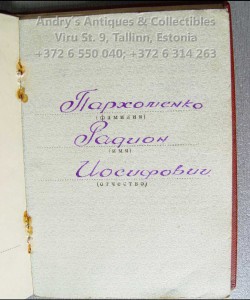 Andry's Antiques & Collectibles
Viru St. 9, Tallinn, Estonia
+372 6 550 040; +372 6 314 263
Пархоменко
(фамилия)
Радион
(имя)
Иосифович
(отчество)